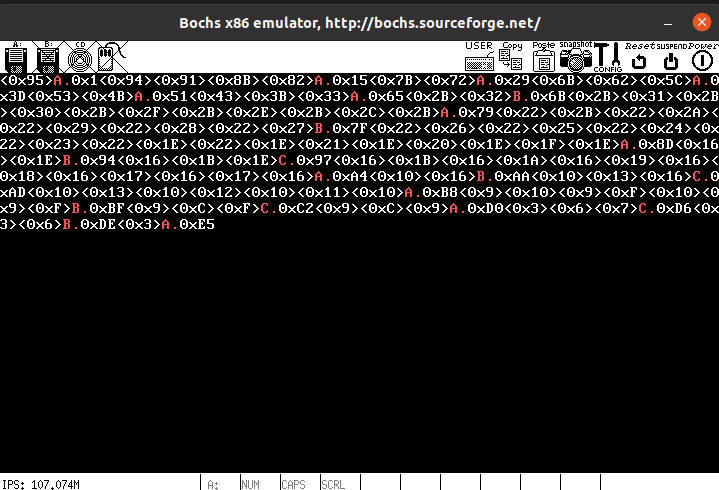 Bochs x86 emulator, http://bochs.sourceforge.net/
A: B: CD USER Copy Paste snapshot CONFIG Reset SUSPEND Power
<0x95>A.0x1<0x94><0x91><0x8B><0x82>A.0x15<0x7B><0x72>A.0x29<0x6B><0x62><0x5C>A.0
x3D<0x53><0x4B>A.0x51<0x43><0x3B><0x33>A.0x65<0x2B><0x32>B.0x6B<0x2B><0x31><0x2B
><0x30><0x2B><0x2F><0x2B><0x2E><0x2B><0x2C><0x2B>A.0x79<0x22><0x2B><0x22><0x2A><
0x22><0x29><0x22><0x28><0x22><0x27>B.0x7F<0x22><0x26><0x22><0x25><0x22><0x24><0x
22><0x23><0x22><0x1E><0x22><0x1E><0x21><0x1E><0x20><0x1E><0x1F><0x1E>A.0x8D<0x16
><0x1E>B.0x94<0x16><0x1B><0x1E>C.0x97<0x16><0x1B><0x16><0x1A><0x16><0x19><0x16><
0x18><0x16><0x17><0x16><0x17><0x16>A.0xA4<0x10><0x16>B.0xAA<0x10><0x13><0x16>C.0
xAD<0x10><0x13><0x10><0x12><0x10><0x11><0x10>A.0xB8<0x9><0x10><0x9><0xF><0x10><0
x9><0xF>B.0xBF<0x9><0xC><0xF>C.0xC2<0x9><0xC><0x9>A.0xD0<0x3><0x6><0x7>C.0xD6<0x
3><0x6>B.0xDE<0x3>A.0xE5
IPS: 107.074M A: NUM CAPS SCRL